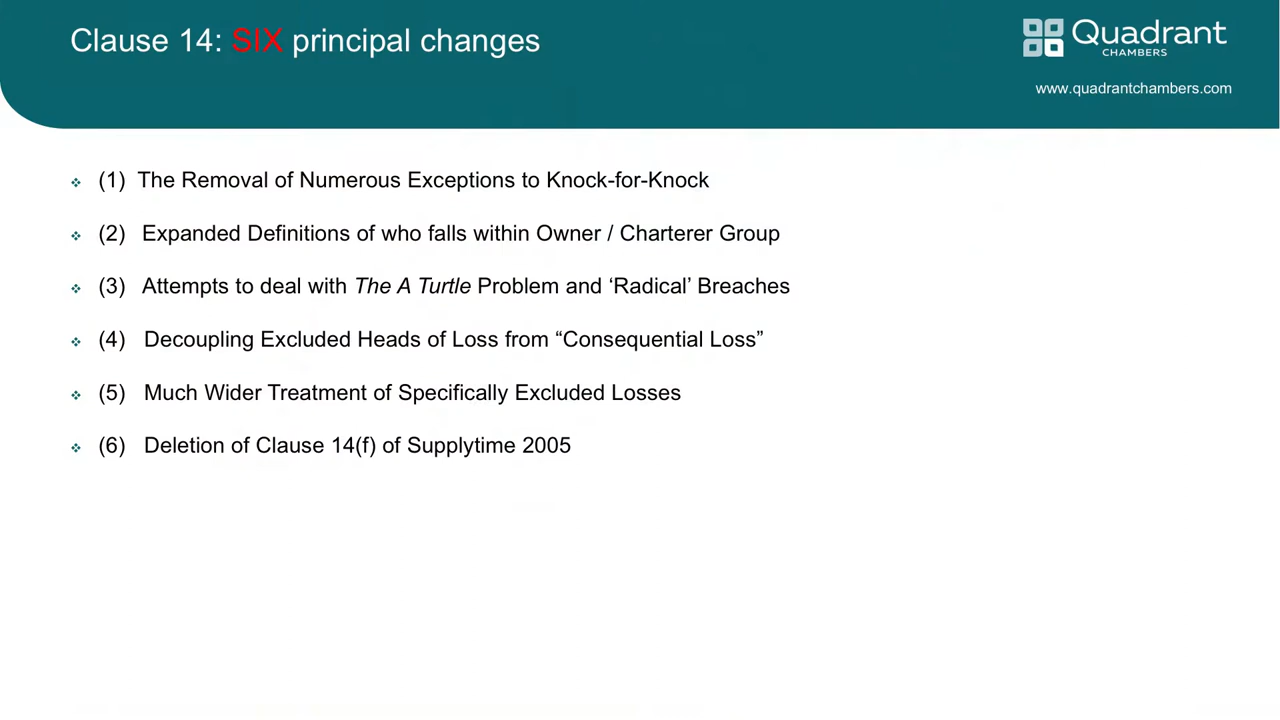 Clause 14: SIX principal changes
Quadrant
CHAMBERS
www.quadrantchambers.com
(1) The Removal of Numerous Exceptions to Knock-for-Knock
(2) Expanded Definitions of who falls within Owner / Charterer Group
(3) Attempts to deal with The A Turtle Problem and ‘Radical’ Breaches
(4) Decoupling Excluded Heads of Loss from “Consequential Loss”
(5) Much Wider Treatment of Specifically Excluded Losses
(6) Deletion of Clause 14(f) of Supplytime 2005